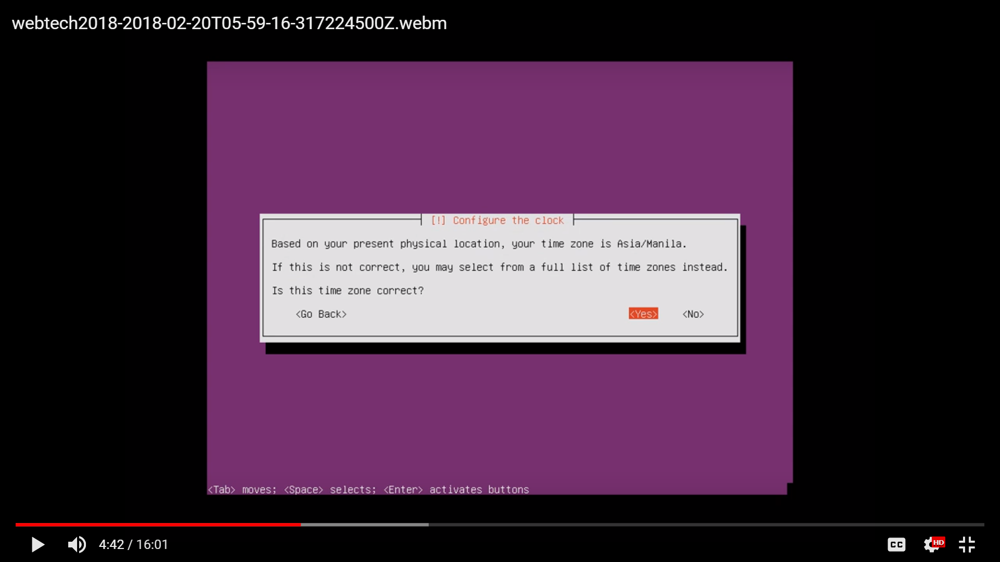 webtech2018-2018-02-20T05-59-16-317224500Z.webm
[!] Configure the clock
Based on your present physical location, your time zone is Asia/Manila.
If this is not correct, you may select from a full list of time zones instead.
Is this time zone correct?
<Go Back> <Yes> <No>
<Tab> moves; <Space> selects; <Enter> activates buttons
4:42 / 16:01 CC HD